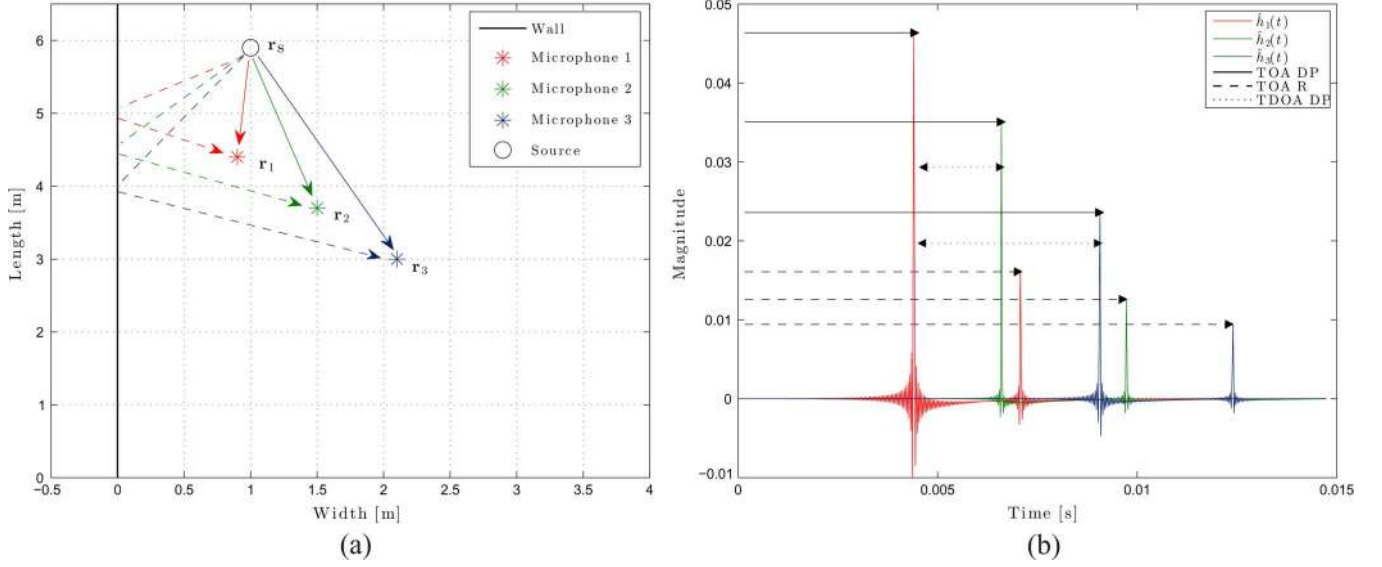 6
5
4
3
2
1
0
Length [m]
−0.5
0
0.5
1
1.5
2
2.5
3
3.5
4
Width [m]
r_S
r_1
r_2
r_3
Wall
Microphone 1
Microphone 2
Microphone 3
Source
(a)
0.05
0.04
0.03
0.02
0.01
0
−0.01
Magnitude
0
0.005
0.01
0.015
Time [s]
ĥ_1(t)
ĥ_2(t)
ĥ_3(t)
TOA DP
TOA R
TDOA DP
(b)